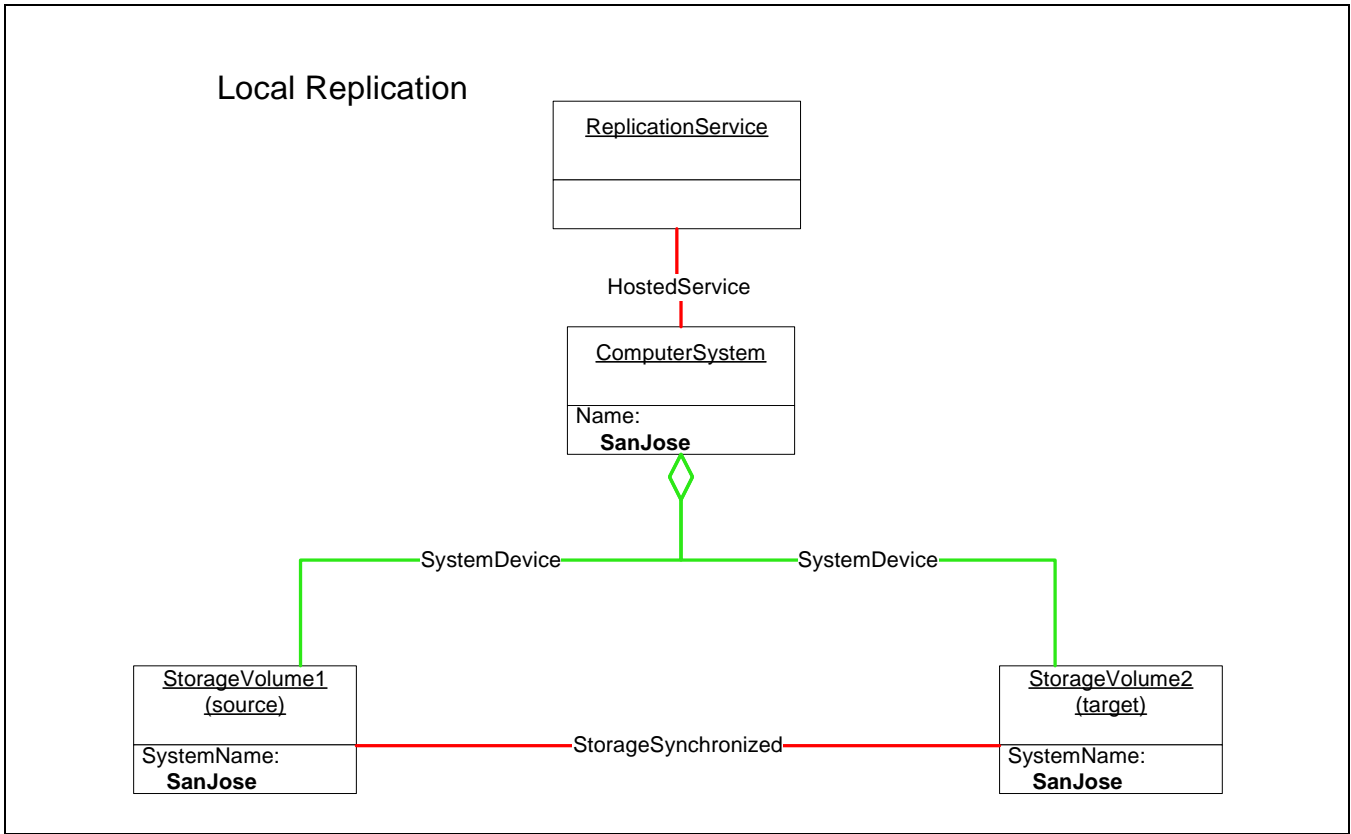 Local Replication
ReplicationService
HostedService
ComputerSystem
Name:
SanJose
SystemDevice
SystemDevice
StorageVolume1
(source)
SystemName:
SanJose
StorageSynchronized
StorageVolume2
(target)
SystemName:
SanJose